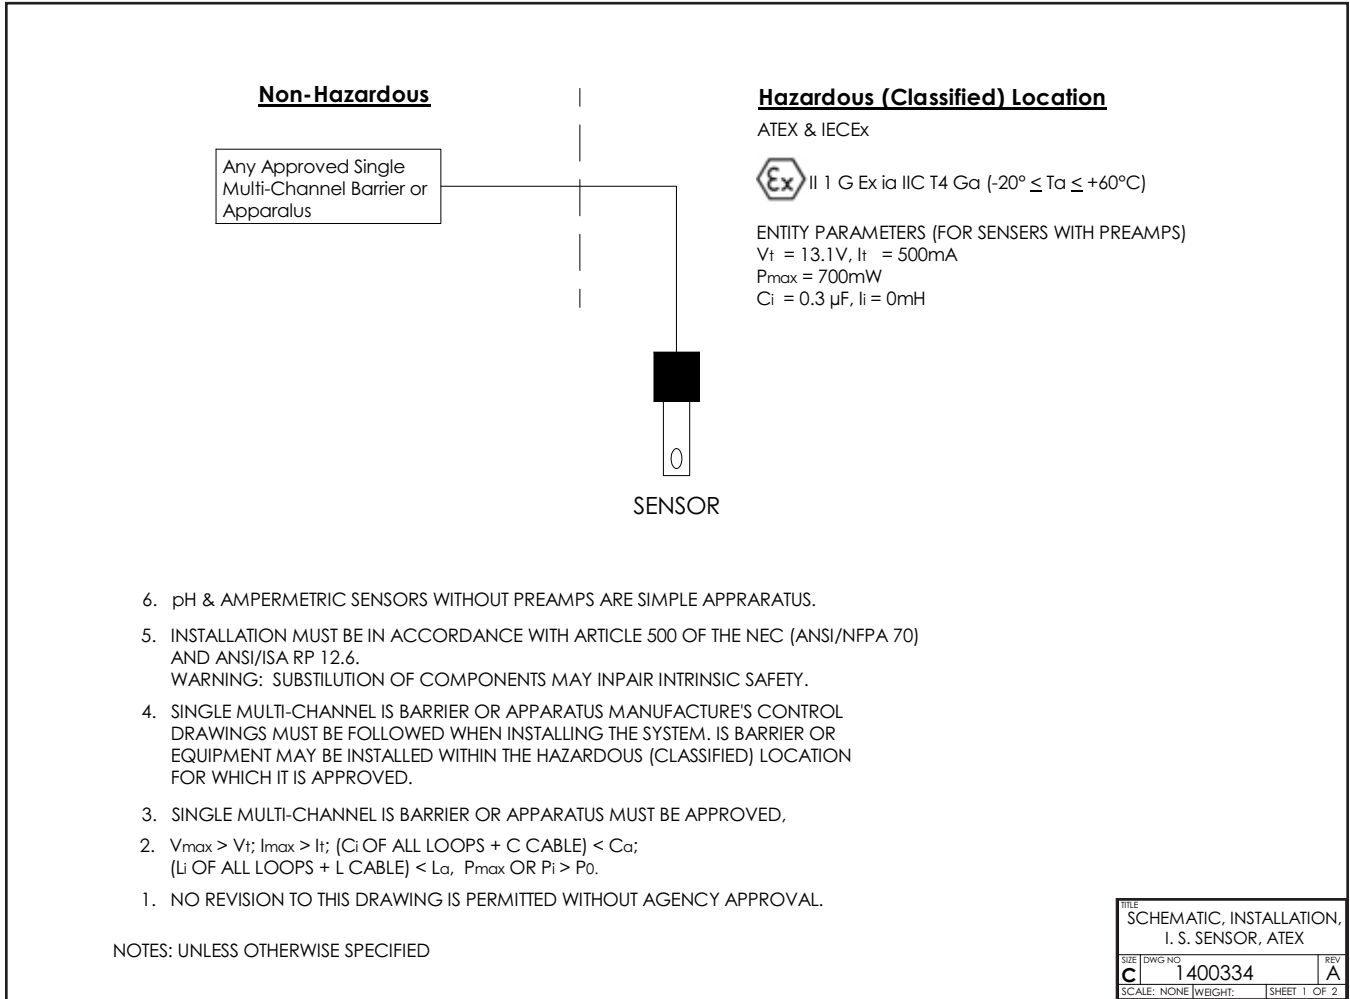 Non-Hazardous
Any Approved Single
Multi-Channel Barrier or
Apparalus
Hazardous (Classified) Location
ATEX & IECEx
Ex II 1 G Ex ia IIC T4 Ga (-20° ≤ Ta ≤ +60°C)
ENTITY PARAMETERS (FOR SENSERS WITH PREAMPS)
Vt = 13.1V, It = 500mA
Pmax = 700mW
Ci = 0.3 µF, Ii = 0mH
SENSOR
6. pH & AMPERMETRIC SENSORS WITHOUT PREAMPS ARE SIMPLE APPRARATUS.
5. INSTALLATION MUST BE IN ACCORDANCE WITH ARTICLE 500 OF THE NEC (ANSI/NFPA 70)
AND ANSI/ISA RP 12.6.
WARNING: SUBSTILUTION OF COMPONENTS MAY INPAIR INTRINSIC SAFETY.
4. SINGLE MULTI-CHANNEL IS BARRIER OR APPARATUS MANUFACTURE'S CONTROL
DRAWINGS MUST BE FOLLOWED WHEN INSTALLING THE SYSTEM. IS BARRIER OR
EQUIPMENT MAY BE INSTALLED WITHIN THE HAZARDOUS (CLASSIFIED) LOCATION
FOR WHICH IT IS APPROVED.
3. SINGLE MULTI-CHANNEL IS BARRIER OR APPARATUS MUST BE APPROVED,
2. Vmax > Vt; Imax > It; (Ci OF ALL LOOPS + C CABLE) < Ca;
(Li OF ALL LOOPS + L CABLE) < La, Pmax OR Pi > P0.
1. NO REVISION TO THIS DRAWING IS PERMITTED WITHOUT AGENCY APPROVAL.
NOTES: UNLESS OTHERWISE SPECIFIED
TITLE
SCHEMATIC, INSTALLATION,
I. S. SENSOR, ATEX
SIZE DWG NO REV
C 1400334 A
SCALE: NONE WEIGHT: SHEET 1 OF 2